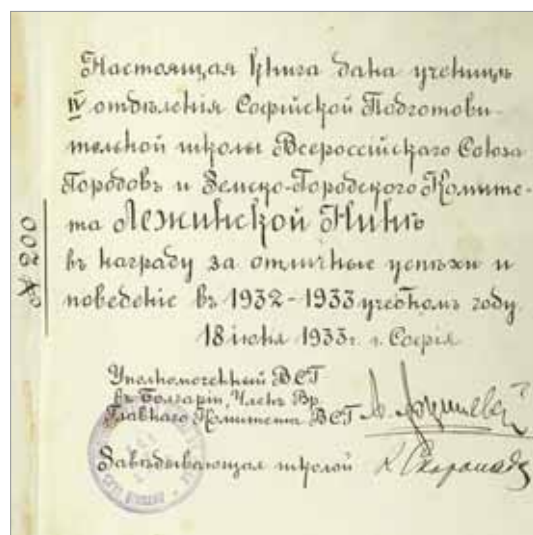 Настоящая книга дана ученицѣ
IV отдѣленія Софійской Подготови-
тельной школы Всероссійскаго Союза
Городовъ и Земско-Городского Комите-
та Лежинской Нинѣ
въ награду за отличные успѣхи и
поведеніе въ 1932-1933 учебномъ году.
18 іюня 1933 г. г. Софія
Уполномоченный ВСГ
въ Болгаріи, Членъ Вр.
Главнаго Комитета ВСГ
Завѣдывающая школой
№ 200